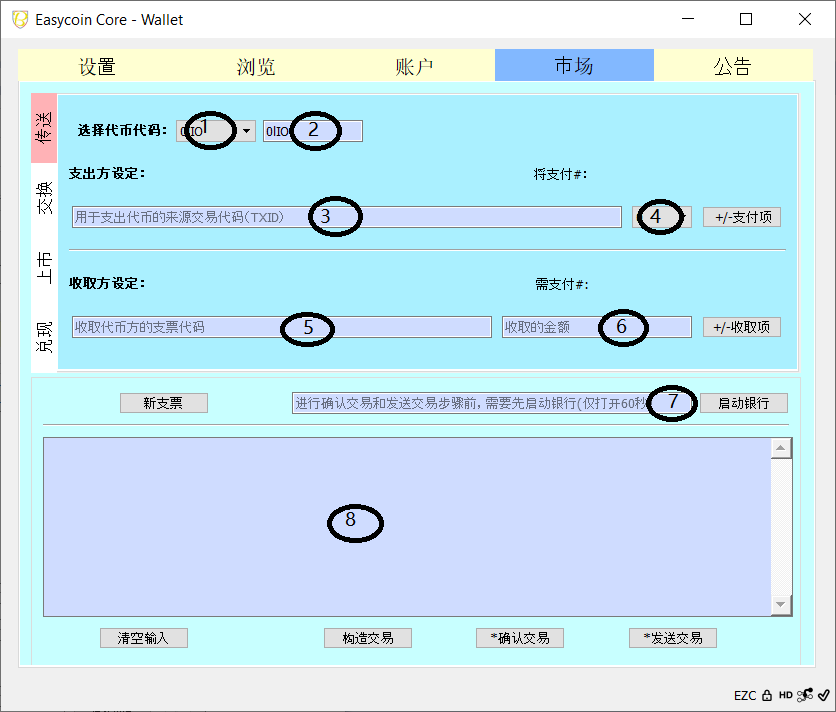 Easycoin Core - Wallet
设置 浏览 账户 市场 公告
传送
交换
上市
兑现
选择代币代码： 1 2
支出方设定： 将支付#:
用于支出代币的来源交易代码(TXID) 3 4 +/-支付项
收取方设定： 需支付#:
收取代币方的支票代码 5 收取的金额 6 +/-收取项
新支票 进行确认交易和发送交易步骤前, 需要先启动银行(仅打开60秒 7 启动银行
8
清空输入 构造交易 *确认交易 *发送交易
EZC HD